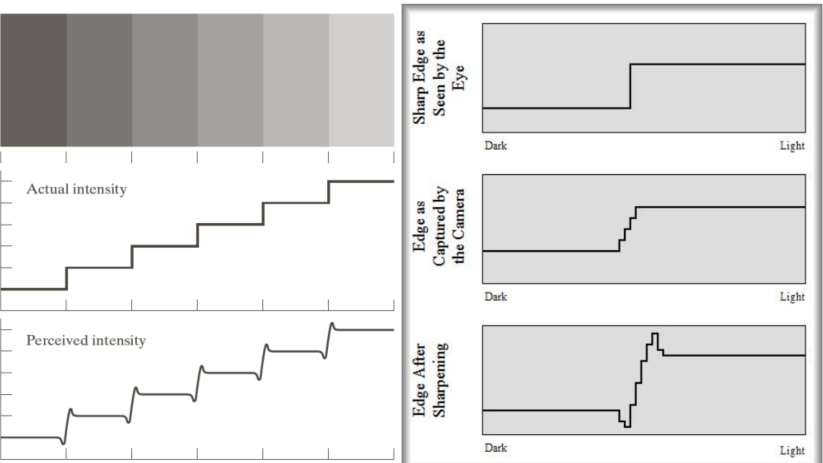 Actual intensity
Perceived intensity
Sharp Edge as
Seen by the
Eye
Dark
Light
Edge as
Captured by
the Camera
Dark
Light
Edge After
Sharpening
Dark
Light